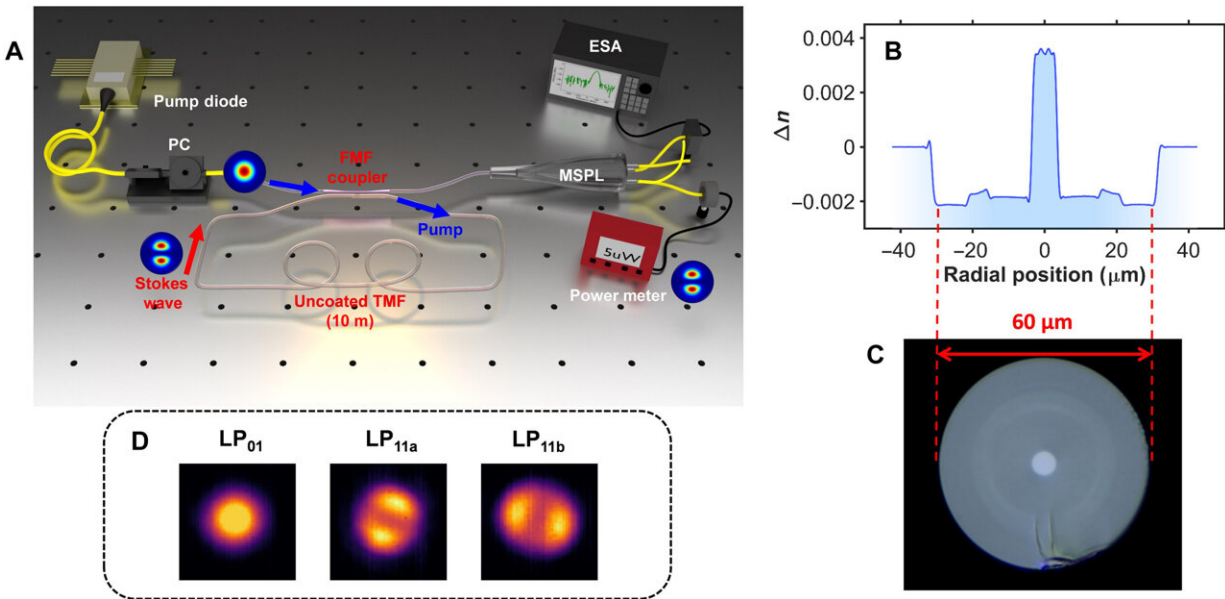 A
Pump diode
PC
FMF
coupler
Pump
ESA
MSPL
5uW
Power meter
Stokes
wave
Uncoated TMF
(10 m)
B
Δn
0.004
0.002
0
−0.002
−40
−20
0
20
40
Radial position (μm)
60 μm
C
D
LP01
LP11a
LP11b